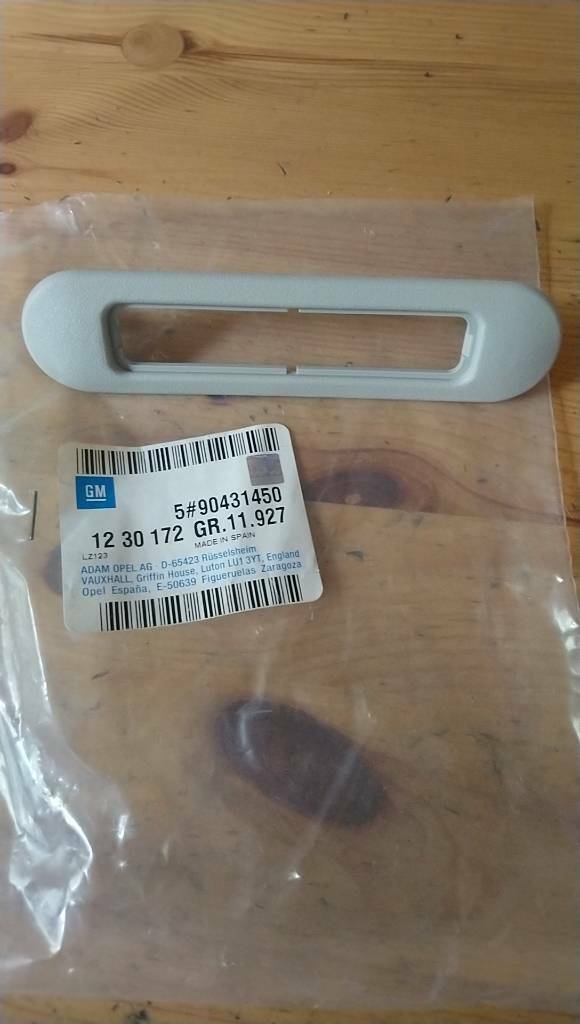 GM
5#90431450
12 30 172 GR.11.927
LZ123
MADE IN SPAIN
ADAM OPEL AG · D-65423 Rüsselsheim
VAUXHALL, Griffin House, Luton LU1 3YT, England
Opel España, E-50639 Figueruelas Zaragoza